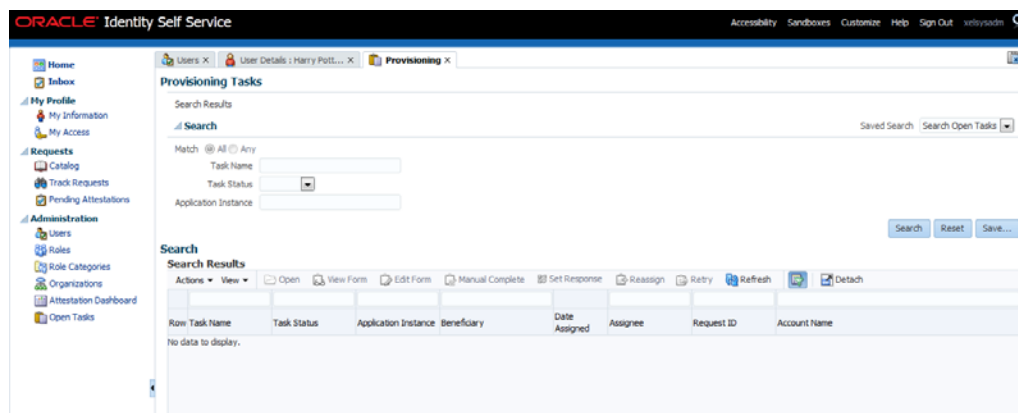 ORACLE Identity Self Service
Accessibility Sandboxes Customize Help Sign Out xelsysadm
Home
Inbox
My Profile
My Information
My Access
Requests
Catalog
Track Requests
Pending Attestations
Administration
Users
Roles
Role Categories
Organizations
Attestation Dashboard
Open Tasks
Users X User Details : Harry Pott... X Provisioning X
Provisioning Tasks
Search Results
Search
Saved Search Search Open Tasks
Match All Any
Task Name
Task Status
Application Instance
Search Reset Save...
Search
Search Results
Actions View Open View Form Edit Form Manual Complete Set Response Reassign Retry Refresh Detach
Row Task Name Task Status Application Instance Beneficiary Date Assigned Assignee Request ID Account Name
No data to display.